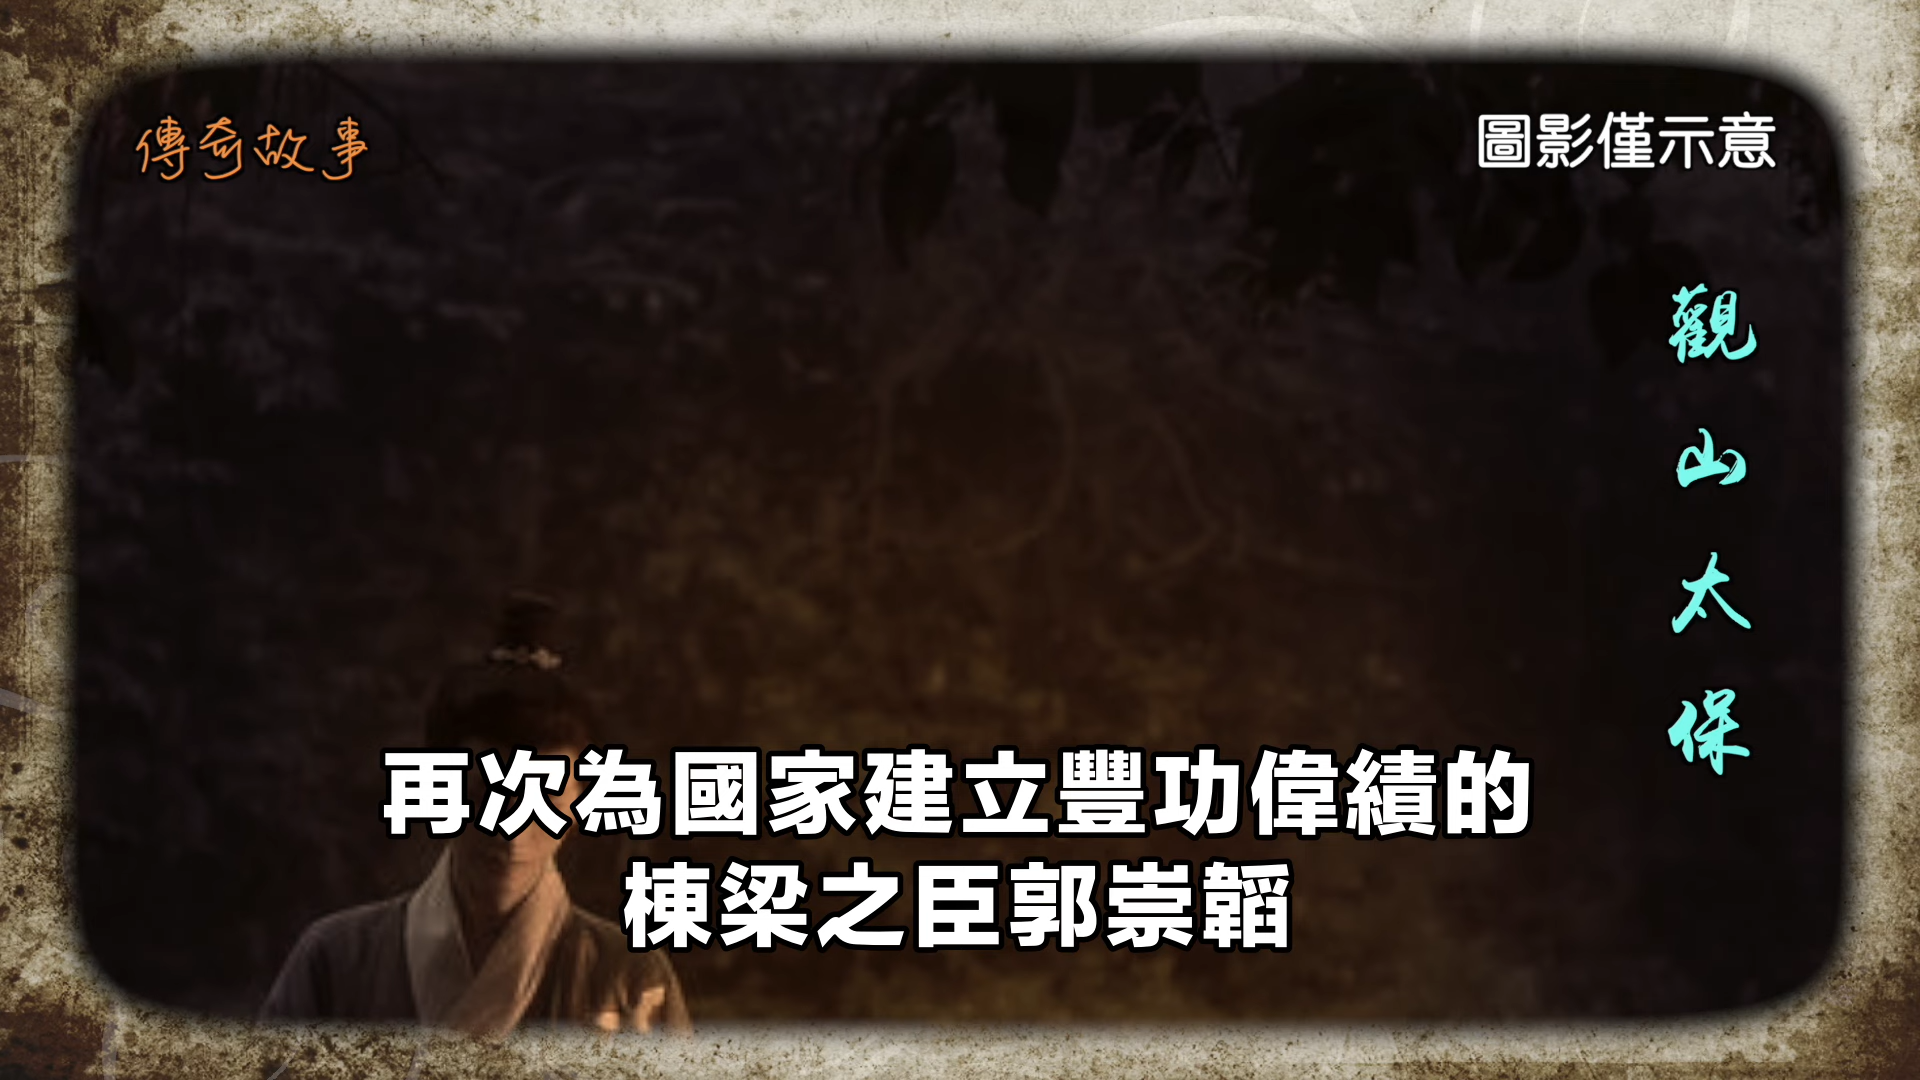 傳奇故事
圖影僅示意
觀山太保
再次為國家建立豐功偉績的
棟梁之臣郭崇韜